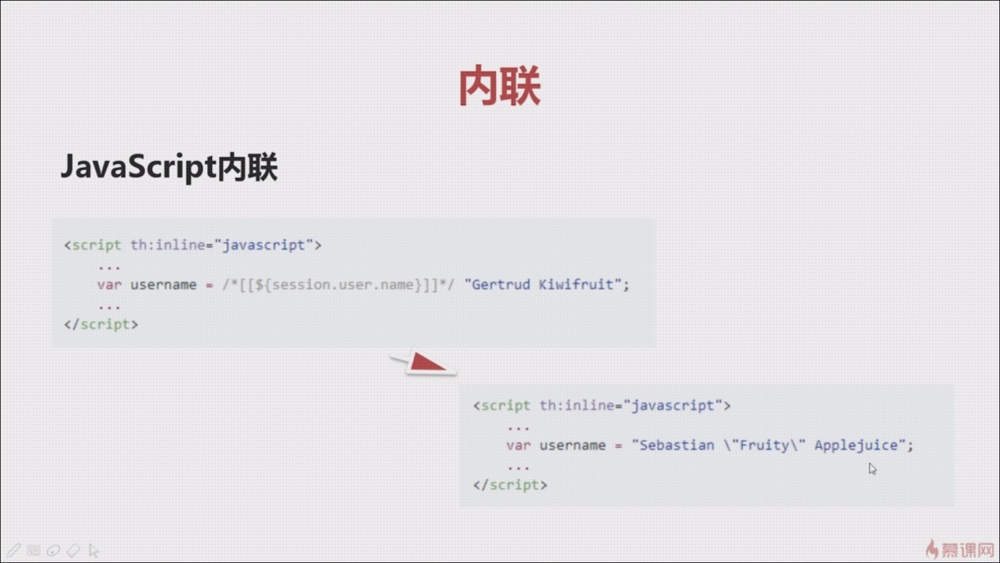 内联
JavaScript内联
<script th:inline="javascript">
...
var username = /*[[${session.user.name}]]*/ "Gertrud Kiwifruit";
...
</script>
<script th:inline="javascript">
...
var username = "Sebastian \"Fruity\" Applejuice";
...
</script>
慕课网